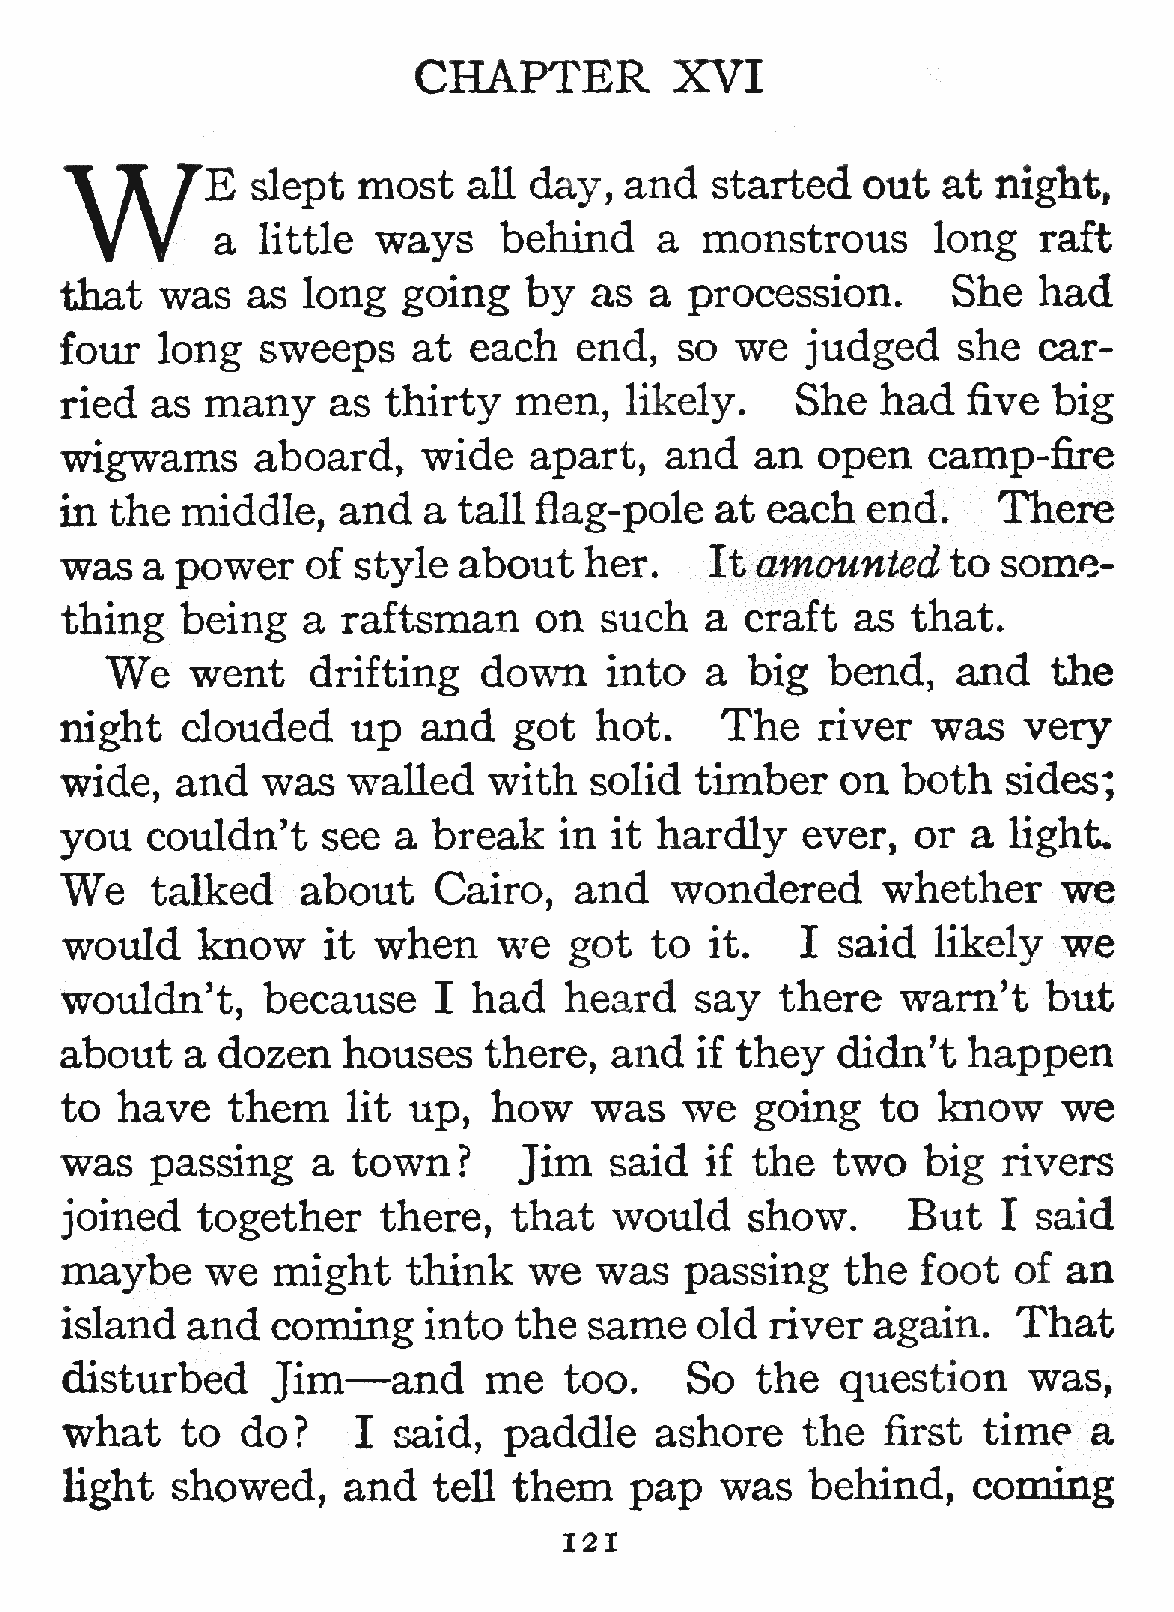 CHAPTER XVI
WE slept most all day, and started out at night,
a little ways behind a monstrous long raft
that was as long going by as a procession. She had
four long sweeps at each end, so we judged she car-
ried as many as thirty men, likely. She had five big
wigwams aboard, wide apart, and an open camp-fire
in the middle, and a tall flag-pole at each end. There
was a power of style about her. It amounted to some-
thing being a raftsman on such a craft as that.
We went drifting down into a big bend, and the
night clouded up and got hot. The river was very
wide, and was walled with solid timber on both sides;
you couldn't see a break in it hardly ever, or a light.
We talked about Cairo, and wondered whether we
would know it when we got to it. I said likely we
wouldn't, because I had heard say there warn't but
about a dozen houses there, and if they didn't happen
to have them lit up, how was we going to know we
was passing a town? Jim said if the two big rivers
joined together there, that would show. But I said
maybe we might think we was passing the foot of an
island and coming into the same old river again. That
disturbed Jim—and me too. So the question was,
what to do? I said, paddle ashore the first time a
light showed, and tell them pap was behind, coming
121